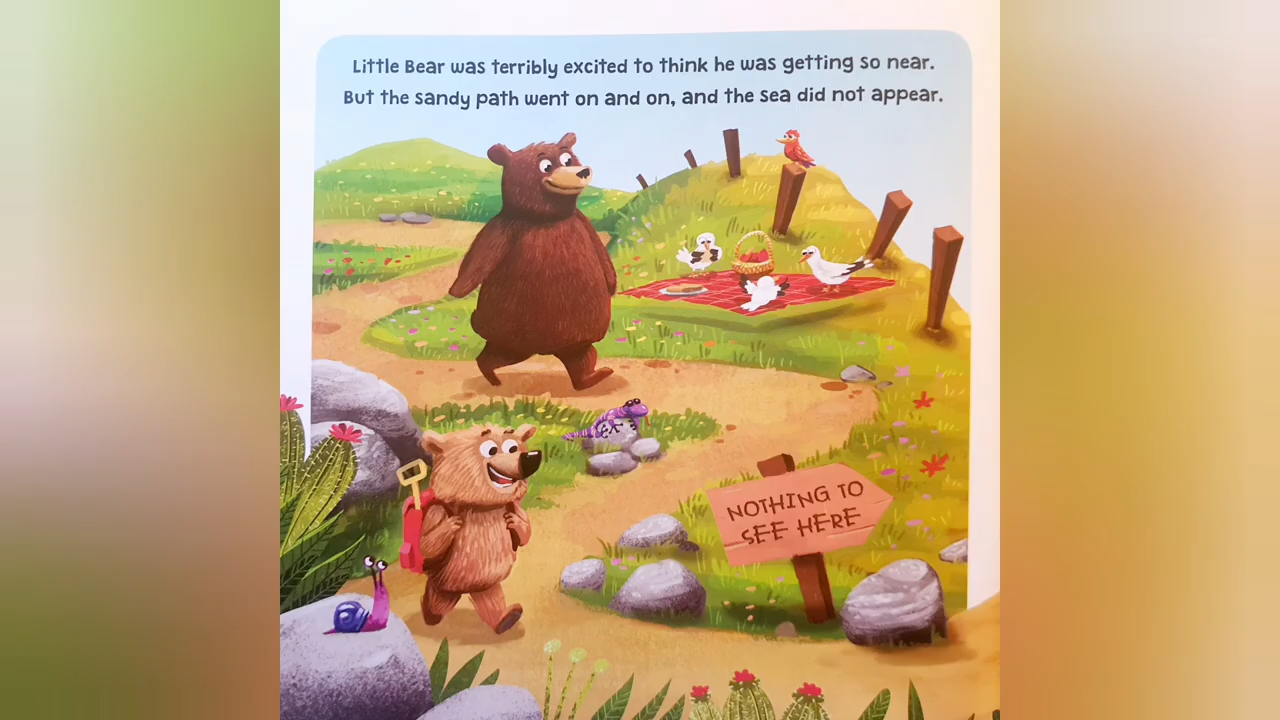 Little Bear was terribly excited to think he was getting so near.
But the sandy path went on and on, and the sea did not appear.
NOTHING TO
SEE HERE